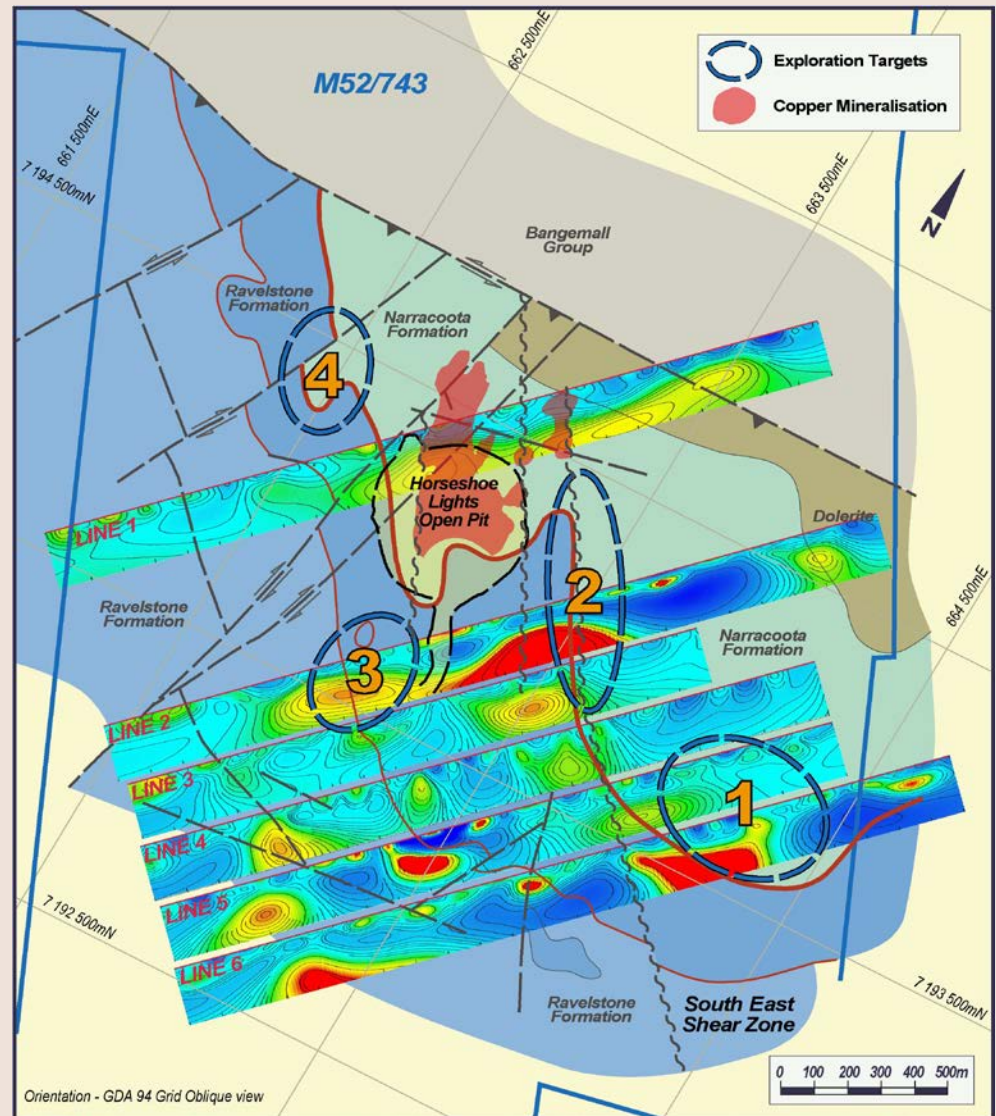 M52/743
Exploration Targets
Copper Mineralisation
661 500mE
662 500mE
663 500mE
7 194 500mN
N
Bangemall
Group
Ravelstone
Formation
Narracoota
Formation
4
Horseshoe
Lights
Open Pit
LINE 1
Dolerite
664 500mE
2
Ravelstone
Formation
3
Narracoota
Formation
LINE 2
LINE 3
1
LINE 4
LINE 5
7 192 500mN
LINE 6
7 193 500mN
Ravelstone
Formation
South East
Shear Zone
0 100 200 300 400 500m
Orientation - GDA 94 Grid Oblique view